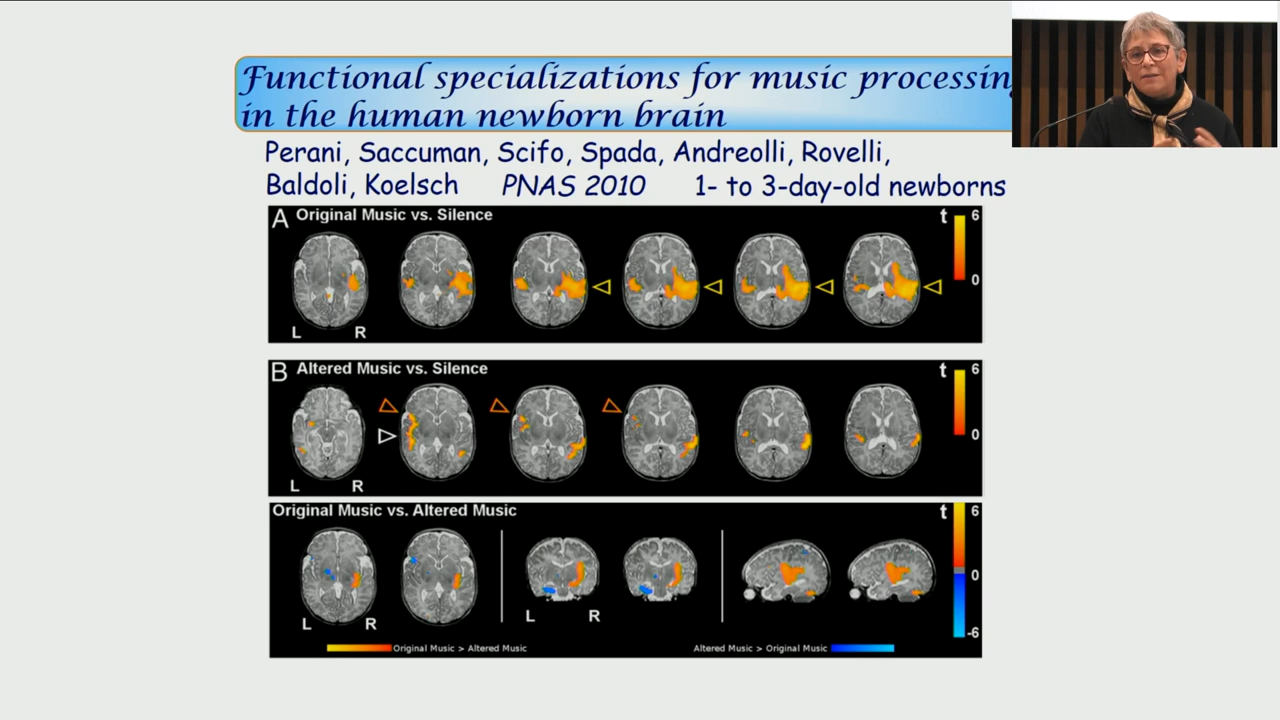 Functional specializations for music processing
in the human newborn brain
Perani, Saccuman, Scifo, Spada, Andreolli, Rovelli,
Baldoli, Koelsch PNAS 2010 1- to 3-day-old newborns
A Original Music vs. Silence t 6
0
L R
B Altered Music vs. Silence t 6
0
L R
Original Music vs. Altered Music t 6
0
L R L R
-6
Original Music > Altered Music Altered Music > Original Music